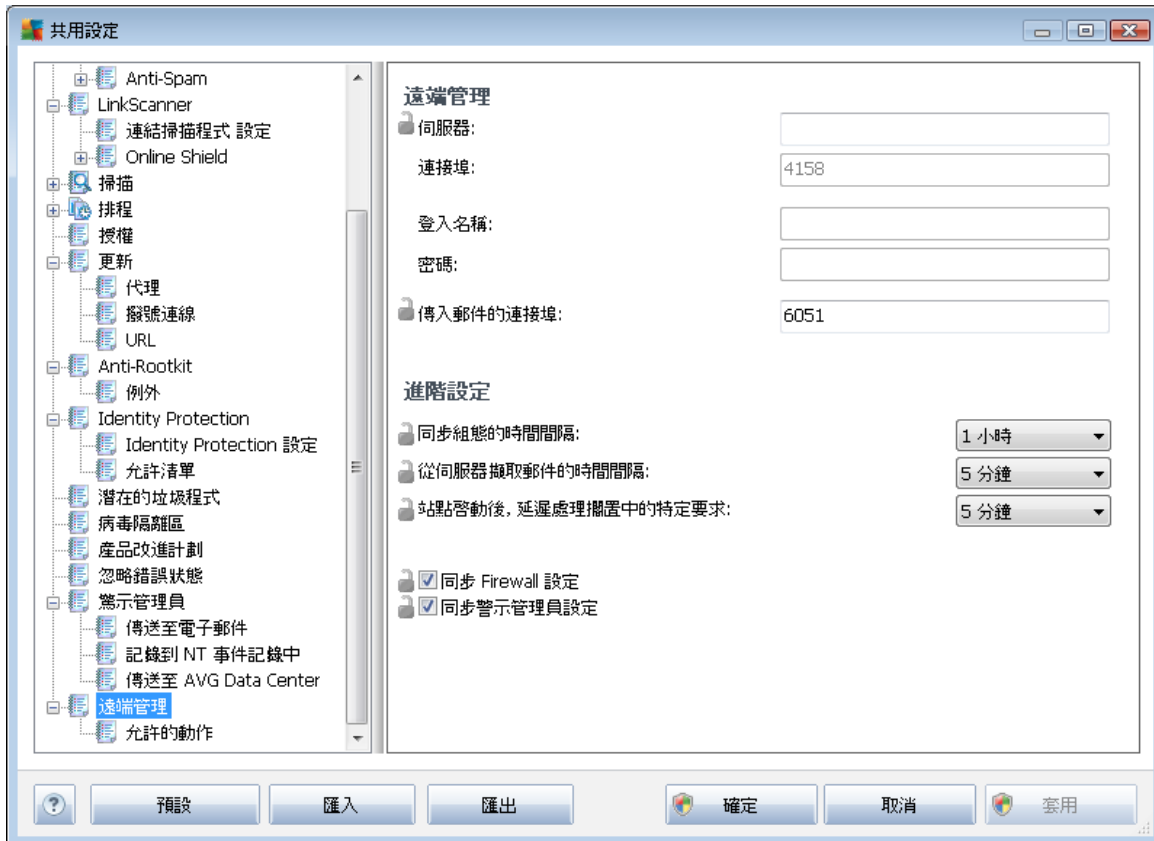 共用設定
Anti-Spam
LinkScanner
連結掃描程式 設定
Online Shield
掃描
排程
授權
更新
代理
撥號連線
URL
Anti-Rootkit
例外
Identity Protection
Identity Protection 設定
允許清單
潛在的垃圾程式
病毒隔離區
產品改進計劃
忽略錯誤狀態
警示管理員
傳送至電子郵件
記錄到 NT 事件記錄中
傳送至 AVG Data Center
遠端管理
允許的動作
遠端管理
伺服器:
連接埠: 4158
登入名稱:
密碼:
傳入郵件的連接埠: 6051
進階設定
同步組態的時間間隔: 1 小時
從伺服器擷取郵件的時間間隔: 5 分鐘
站點啓動後, 延遲處理擱置中的特定要求: 5 分鐘
同步 Firewall 設定
同步警示管理員設定
? 預設 匯入 匯出 確定 取消 套用